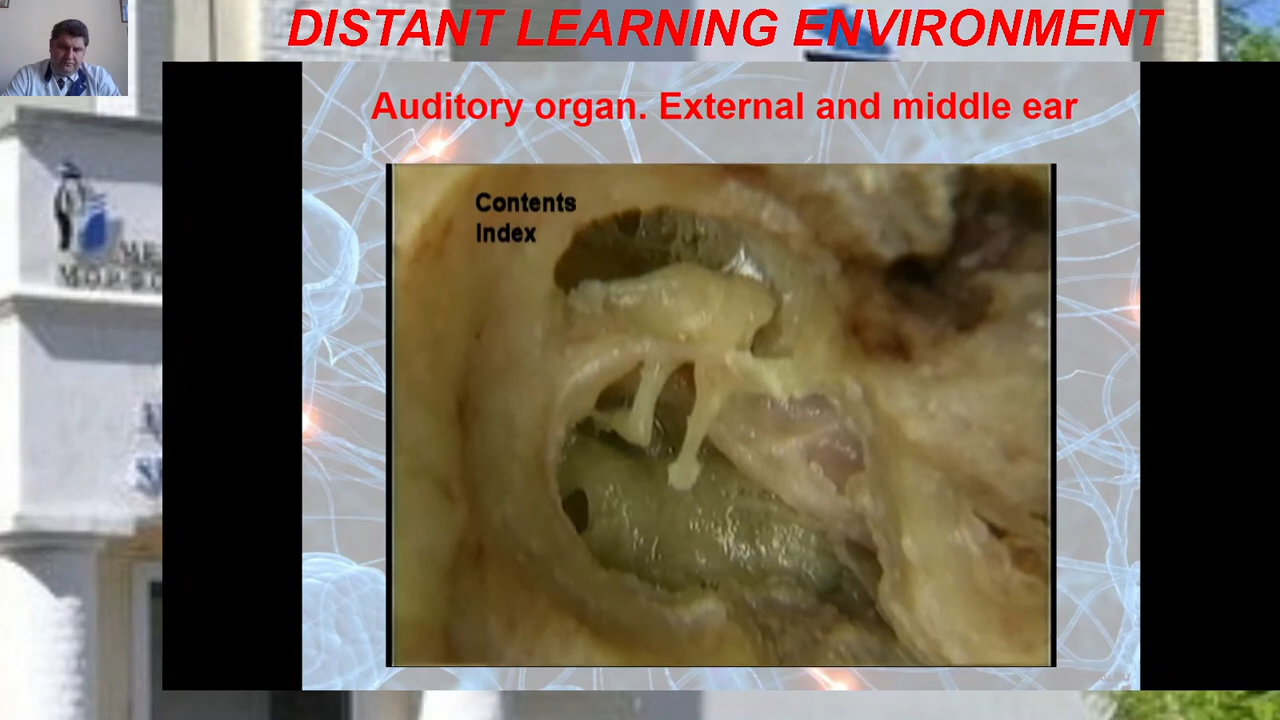 DISTANT LEARNING ENVIRONMENT
Auditory organ. External and middle ear
Contents
Index